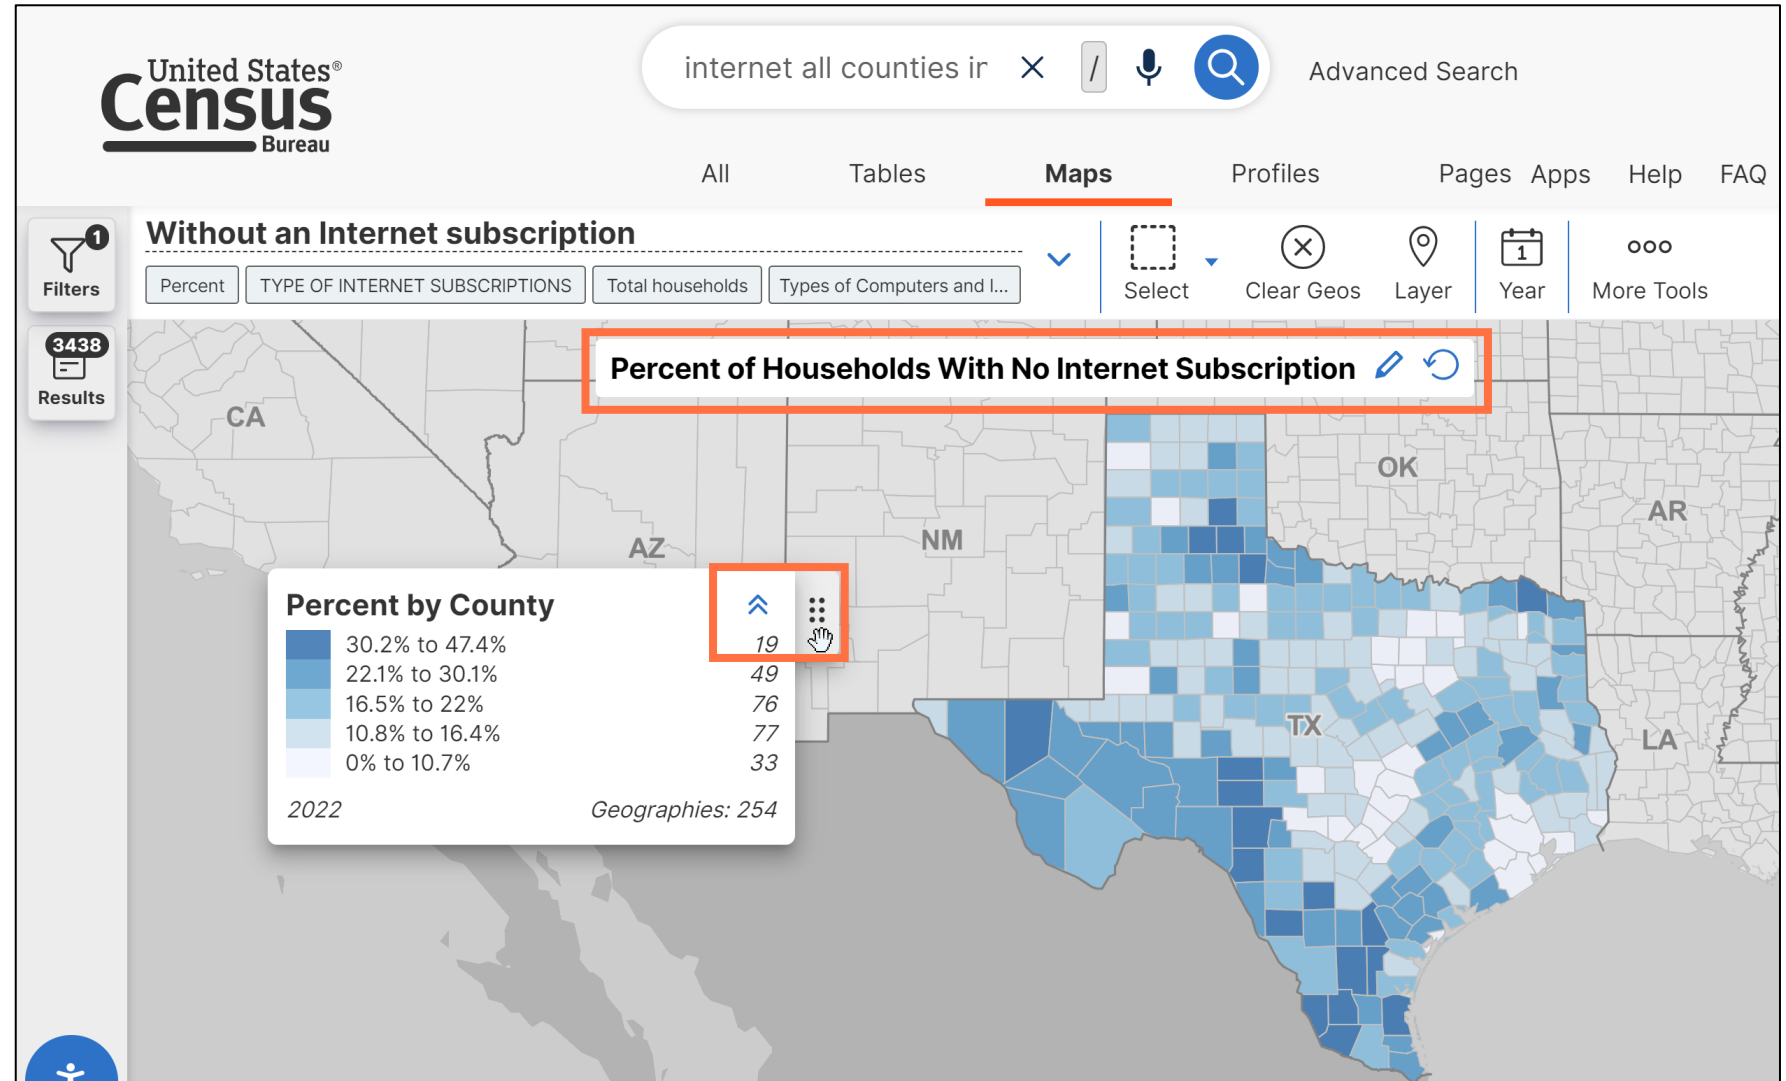 United States®
Census
Bureau
internet all counties ir
/
Advanced Search
All Tables Maps Profiles Pages Apps Help FAQ
1
Filters
3438
Results
Without an Internet subscription
Percent TYPE OF INTERNET SUBSCRIPTIONS Total households Types of Computers and I...
Select Clear Geos Layer 1 Year More Tools
Percent of Households With No Internet Subscription
CA
OK
AR
NM
AZ
TX
LA
Percent by County
30.2% to 47.4% 19
22.1% to 30.1% 49
16.5% to 22% 76
10.8% to 16.4% 77
0% to 10.7% 33
2022 Geographies: 254